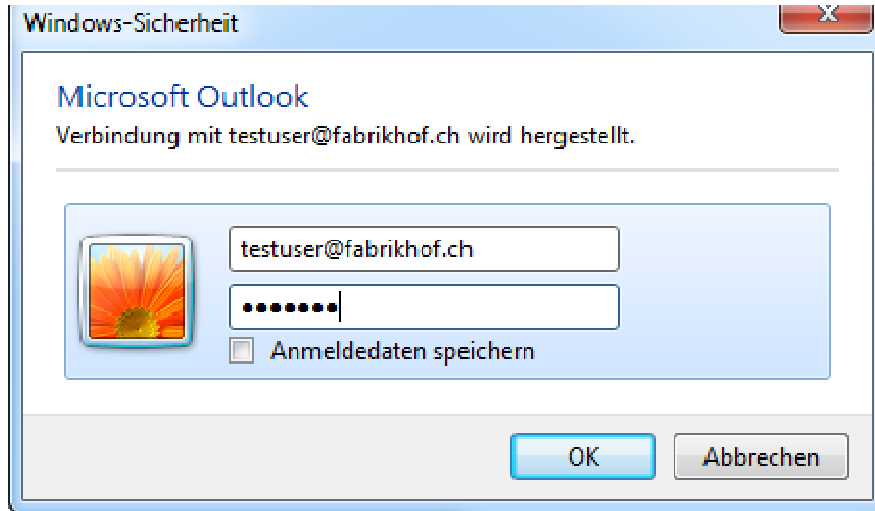 Windows-Sicherheit
Microsoft Outlook
Verbindung mit testuser@fabrikhof.ch wird hergestellt.
testuser@fabrikhof.ch
•••••••
Anmeldedaten speichern
OK
Abbrechen